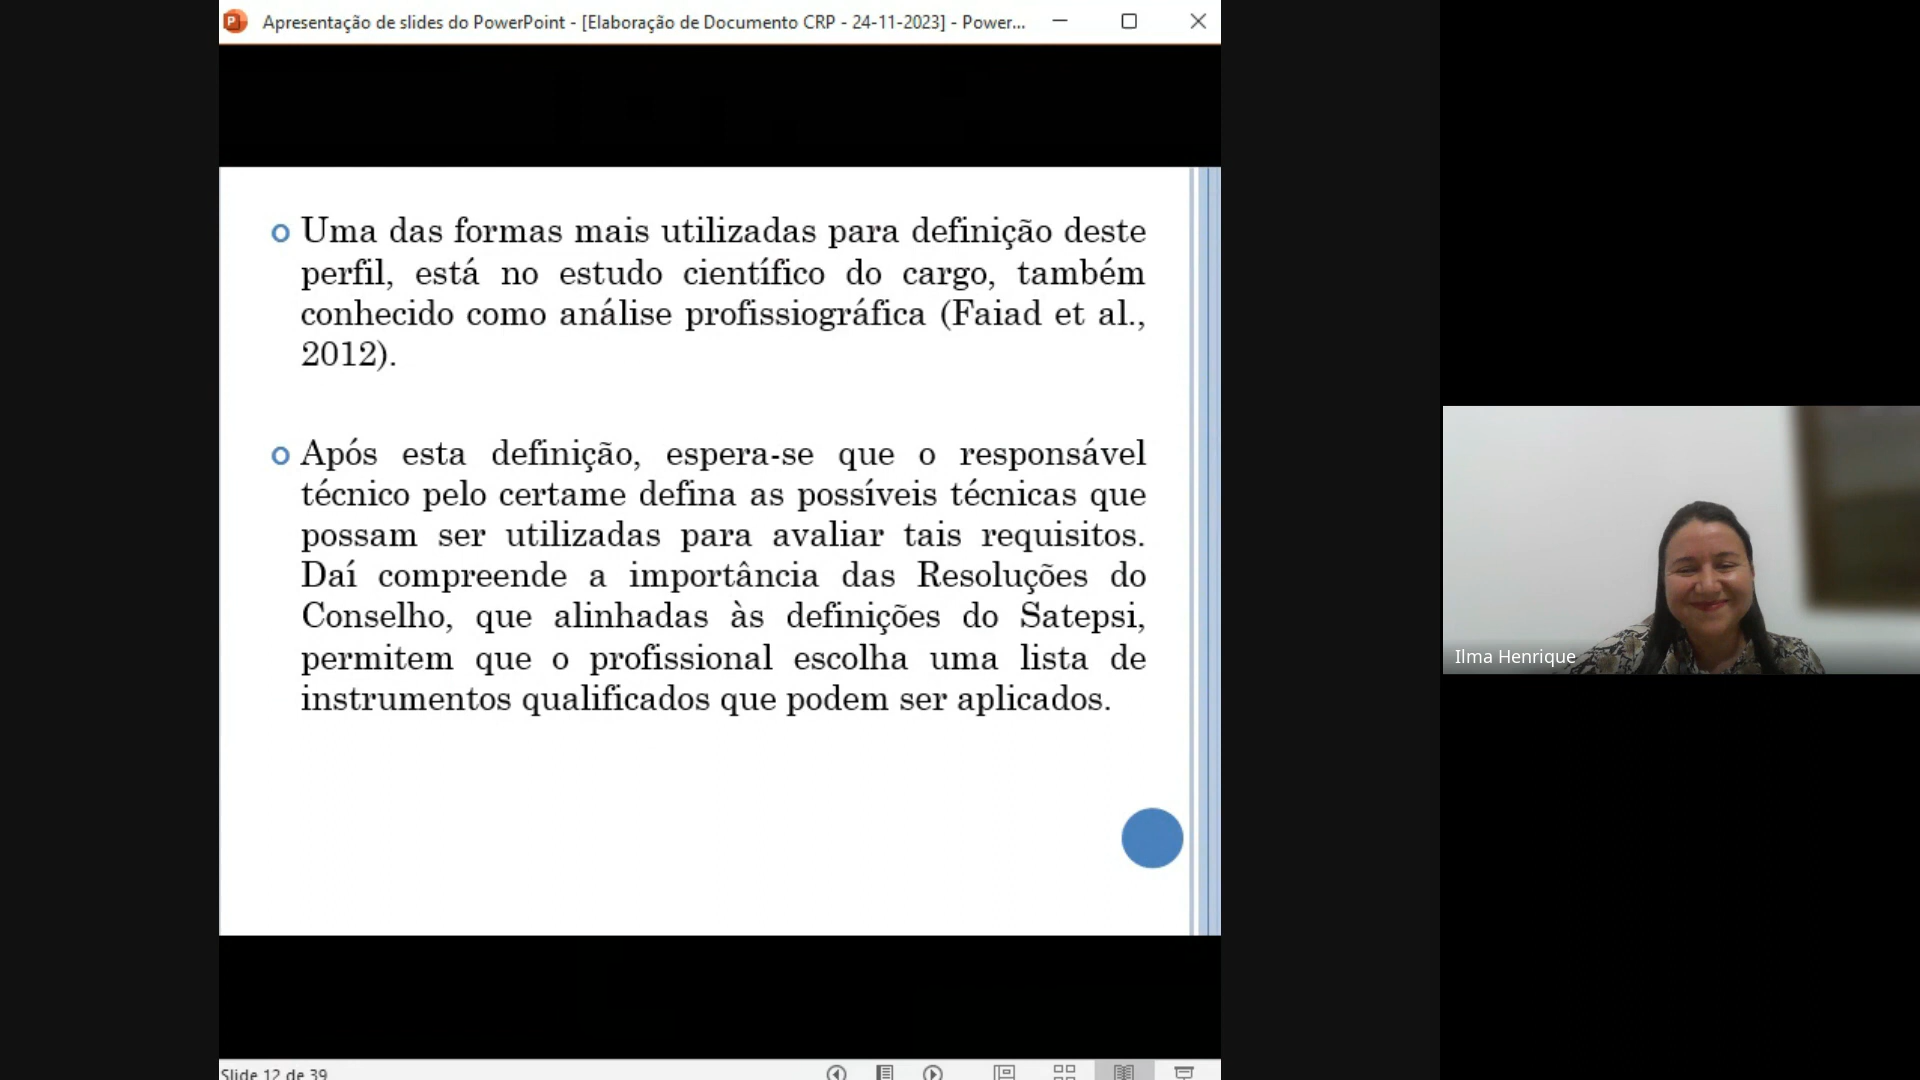 Apresentação de slides do PowerPoint - [Elaboração de Documento CRP - 24-11-2023] - Power...
Uma das formas mais utilizadas para definição deste
perfil, está no estudo científico do cargo, também
conhecido como análise profissiográfica (Faiad et al.,
2012).
Após esta definição, espera-se que o responsável
técnico pelo certame defina as possíveis técnicas que
possam ser utilizadas para avaliar tais requisitos.
Daí compreende a importância das Resoluções do
Conselho, que alinhadas às definições do Satepsi,
permitem que o profissional escolha uma lista de
instrumentos qualificados que podem ser aplicados.
Ilma Henrique
Slide 12 de 39